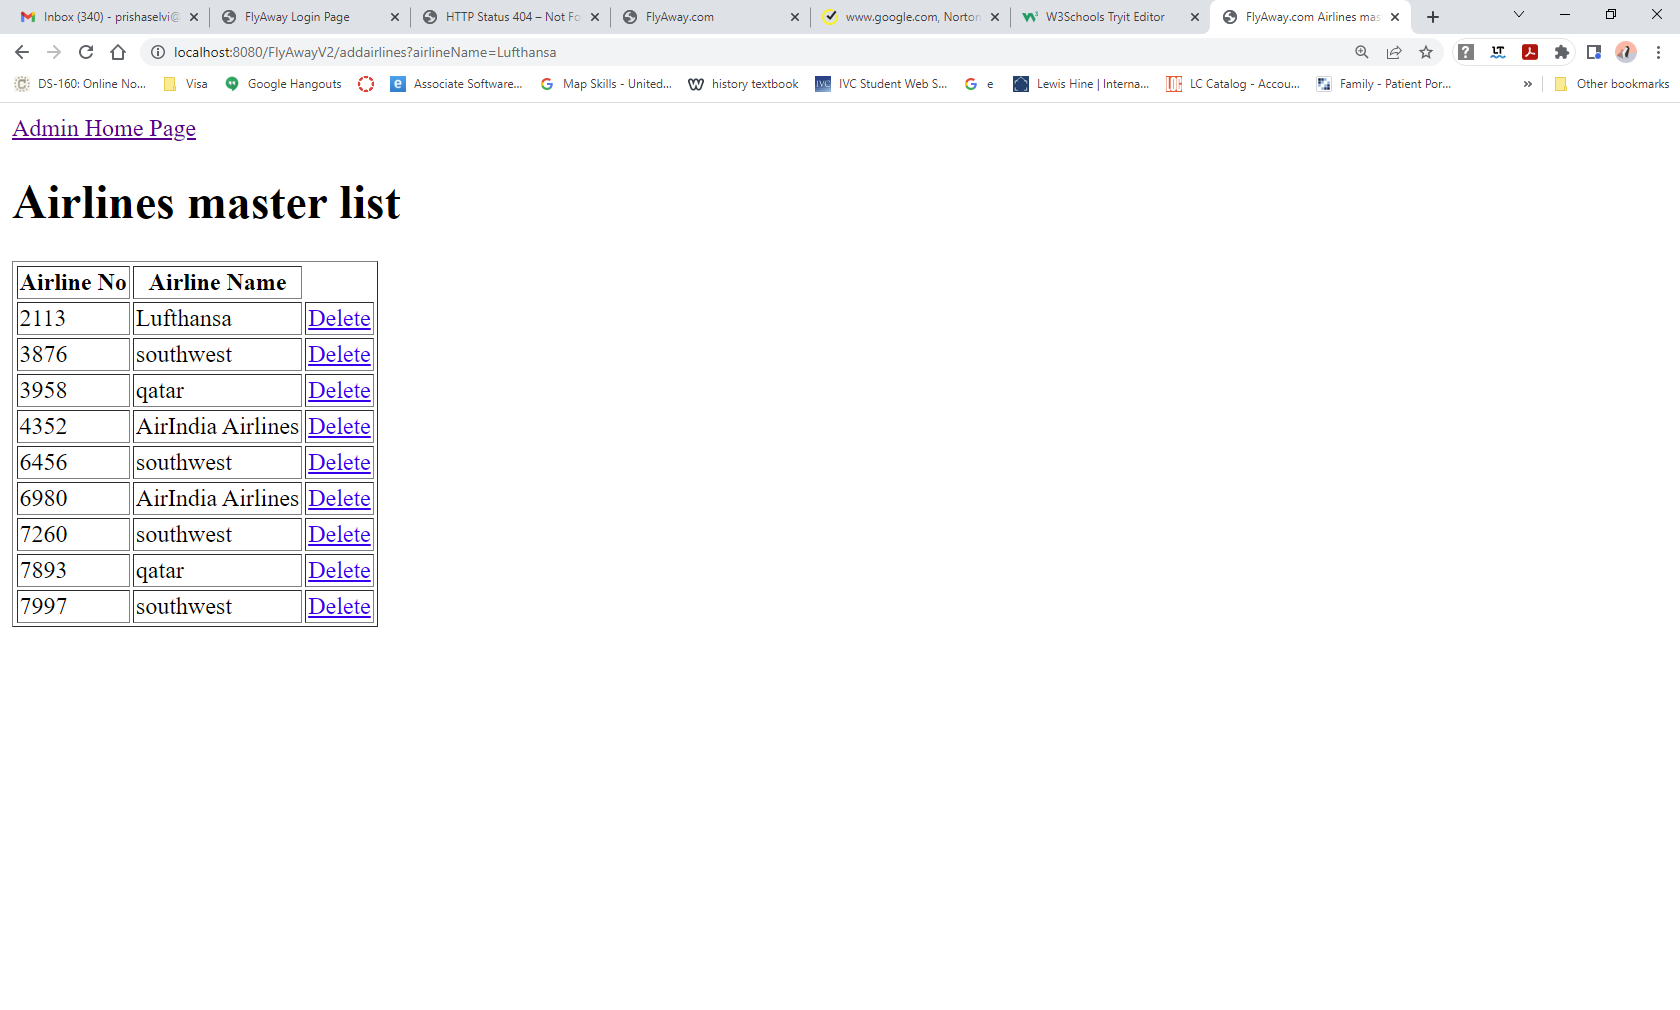 Inbox (340) - prishaselvi@
FlyAway Login Page
HTTP Status 404 – Not Fo
FlyAway.com
www.google.com, Norton
W3Schools Tryit Editor
FlyAway.com Airlines mas
localhost:8080/FlyAwayV2/addairlines?airlineName=Lufthansa
DS-160: Online No... Visa Google Hangouts Associate Software... Map Skills - United... history textbook IVC Student Web S... e Lewis Hine | Interna... LC Catalog - Accou... Family - Patient Por... » Other bookmarks
Admin Home Page
Airlines master list
Airline No Airline Name
2113 Lufthansa Delete
3876 southwest Delete
3958 qatar Delete
4352 AirIndia Airlines Delete
6456 southwest Delete
6980 AirIndia Airlines Delete
7260 southwest Delete
7893 qatar Delete
7997 southwest Delete